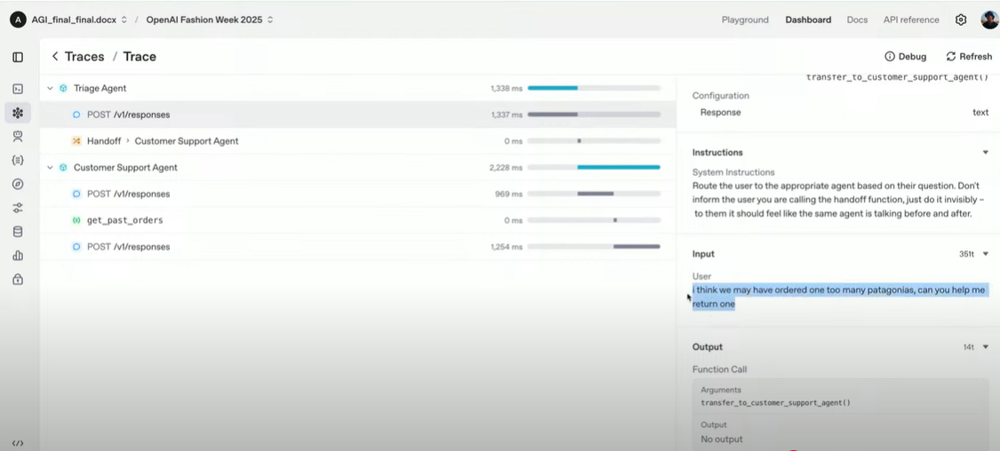 A AGI_final_final.docx / OpenAI Fashion Week 2025 Playground Dashboard Docs API reference
Traces / Trace Debug Refresh
Triage Agent 1,338 ms
POST /v1/responses 1,337 ms
Handoff › Customer Support Agent 0 ms
Customer Support Agent 2,228 ms
POST /v1/responses 969 ms
get_past_orders 0 ms
POST /v1/responses 1,254 ms
transfer_to_customer_support_agent()
Configuration
Response text
Instructions
System Instructions
Route the user to the appropriate agent based on their question. Don't
inform the user you are calling the handoff function, just do it invisibly –
to them it should feel like the same agent is talking before and after.
Input 351t
User
i think we may have ordered one too many patagonias, can you help me
return one
Output 14t
Function Call
Arguments
transfer_to_customer_support_agent()
Output
No output